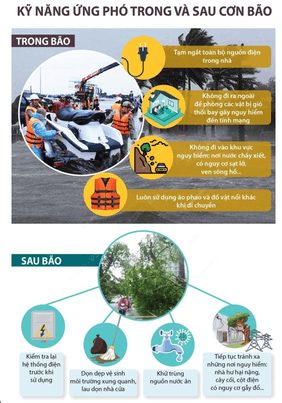 KỸ NĂNG ỨNG PHÓ TRONG VÀ SAU CƠN BÃO
TRONG BÃO
Tạm ngắt toàn bộ nguồn điện
trong nhà
Không đi ra ngoài
để phòng các vật bị gió
thổi bay gây nguy hiểm
đến tính mạng
Không đi vào khu vực
nguy hiểm: nơi nước chảy xiết,
có nguy cơ sạt lở,
ven sông hồ...
Luôn sử dụng áo phao và đồ vật nổi khác
khi di chuyển
SAU BÃO
Kiểm tra lại
hệ thống điện
trước khi
sử dụng
Dọn dẹp vệ sinh
môi trường xung quanh,
lau dọn nhà cửa
Khử trùng
nguồn nước ăn
Tiếp tục tránh xa
những nơi nguy hiểm:
nhà hư hại nặng,
cây cối, cột điện
có nguy cơ gẫy đổ...